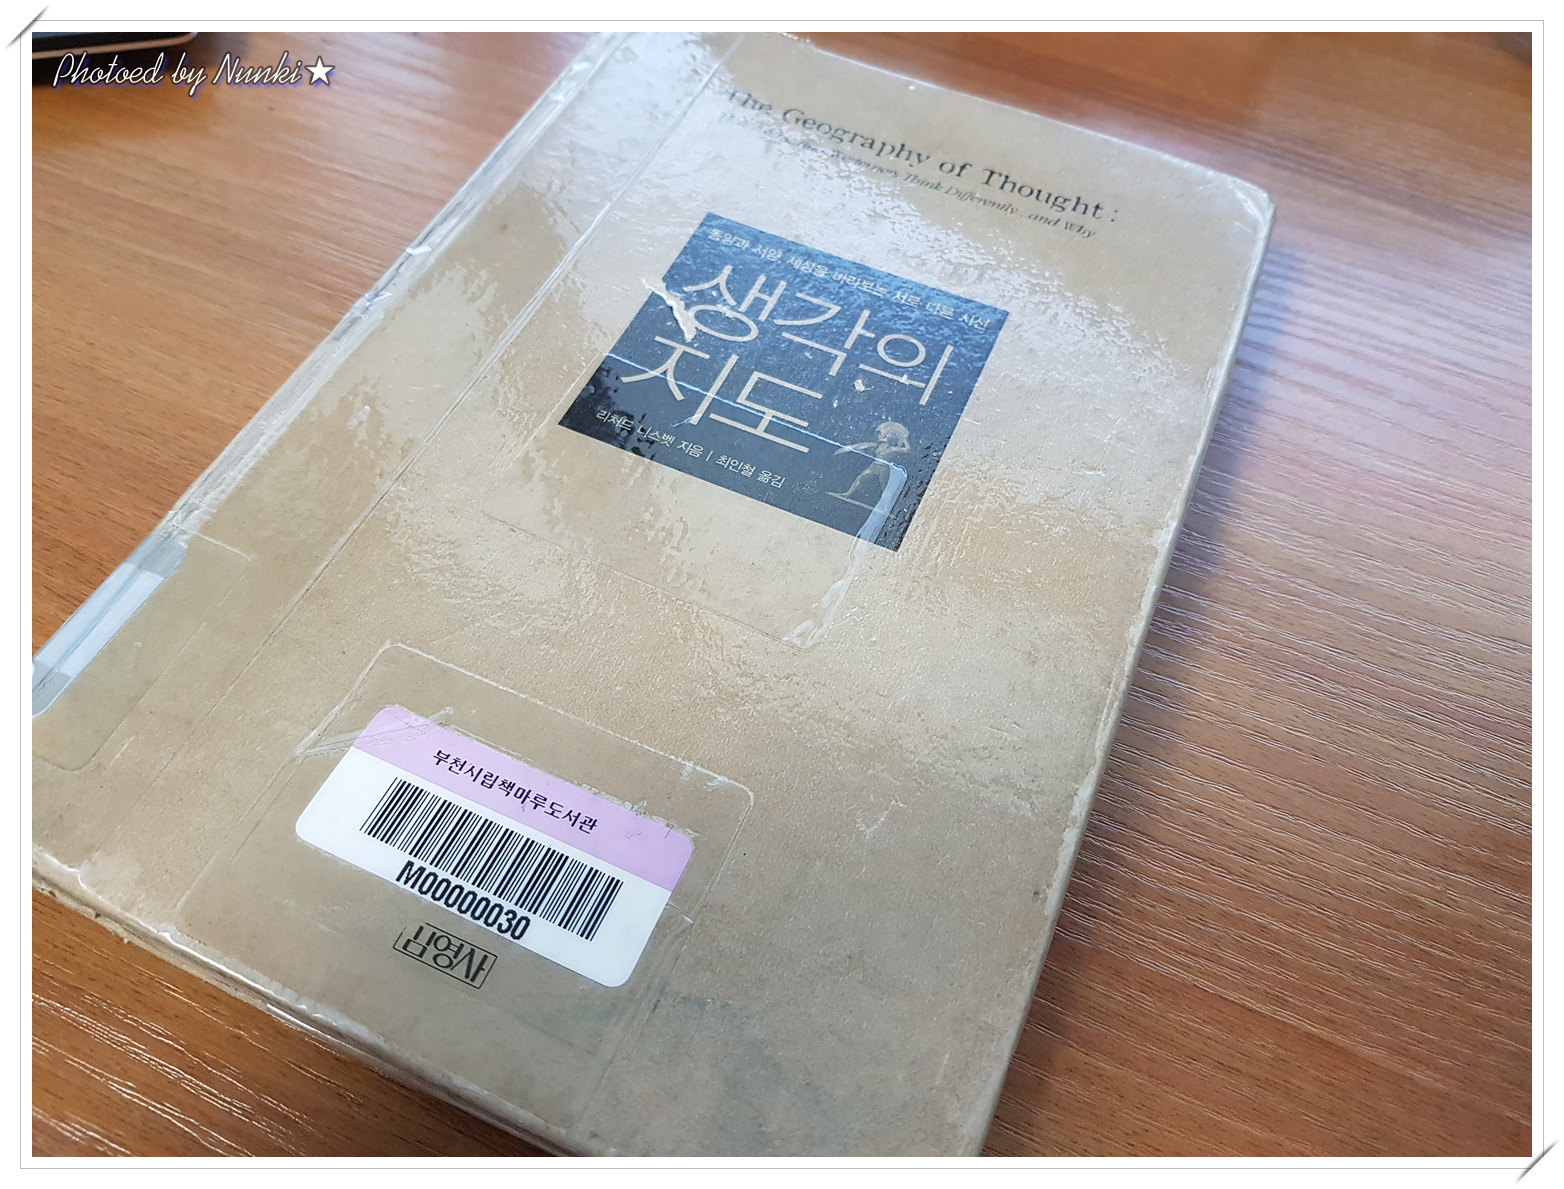 Photoed by Nunki★
The Geography of Thought:
Westerners Think Differently...and Why
동양과 서양, 세상을 바라보는 서로 다른 시선
생각의
지도
리처드 니스벳 지음 | 최인철 옮김
부천시립책마루도서관
M00000030
김영사